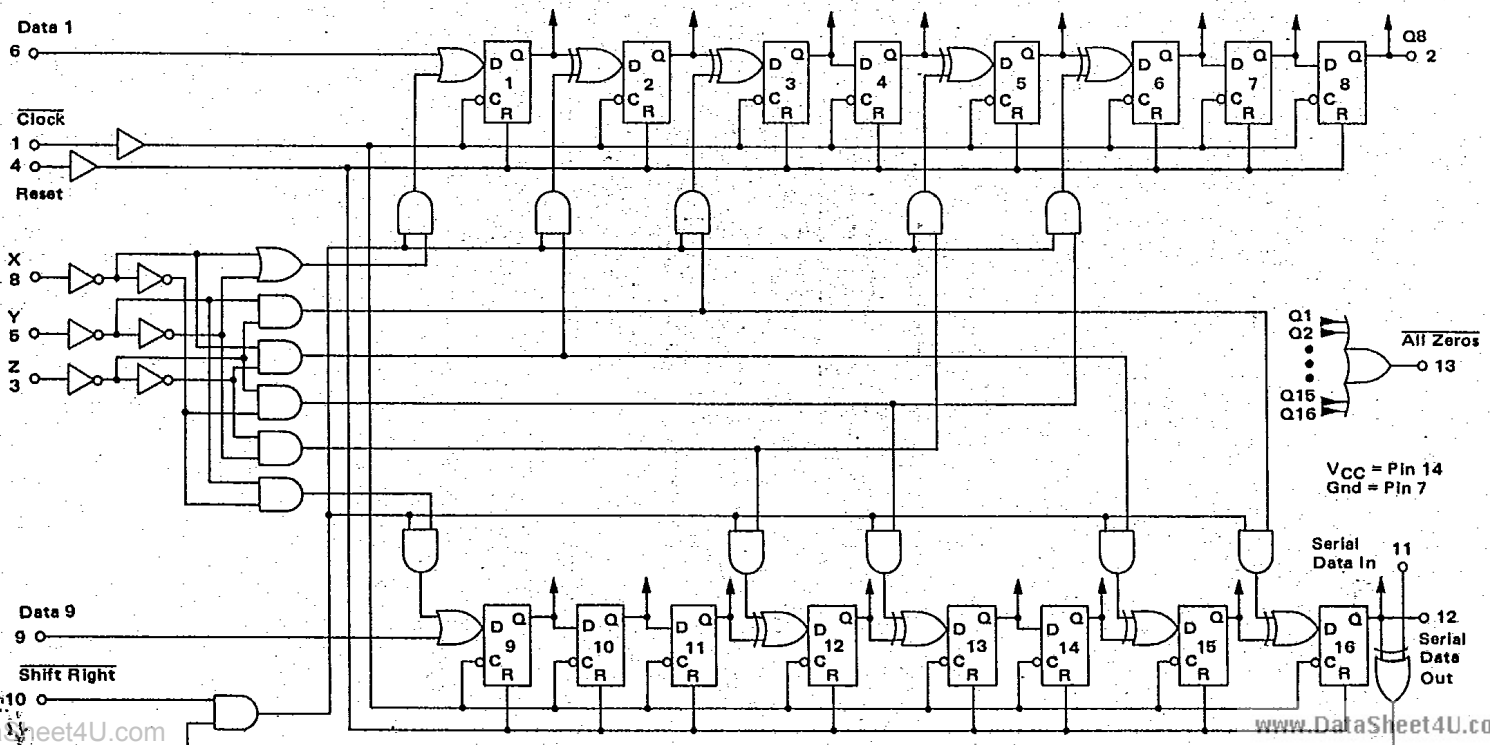 Data 1
6
Q8
2
D Q 1 C R
D Q 2 C R
D Q 3 C R
D Q 4 C R
D Q 5 C R
D Q 6 C R
D Q 7 C R
D Q 8 C R
Clock
1
4
Reset
X
8
Y
5
Z
3
Q1
Q2
All Zeros
13
Q15
Q16
VCC = Pin 14
Gnd = Pin 7
Serial
Data In
11
Data 9
9
D Q 9 C R
D Q 10 C R
D Q 11 C R
D Q 12 C R
D Q 13 C R
D Q 14 C R
D Q 15 C R
D Q 16 C R
12
Serial
Data
Out
Shift Right
10
aSheet4U.com
www.DataSheet4U.co